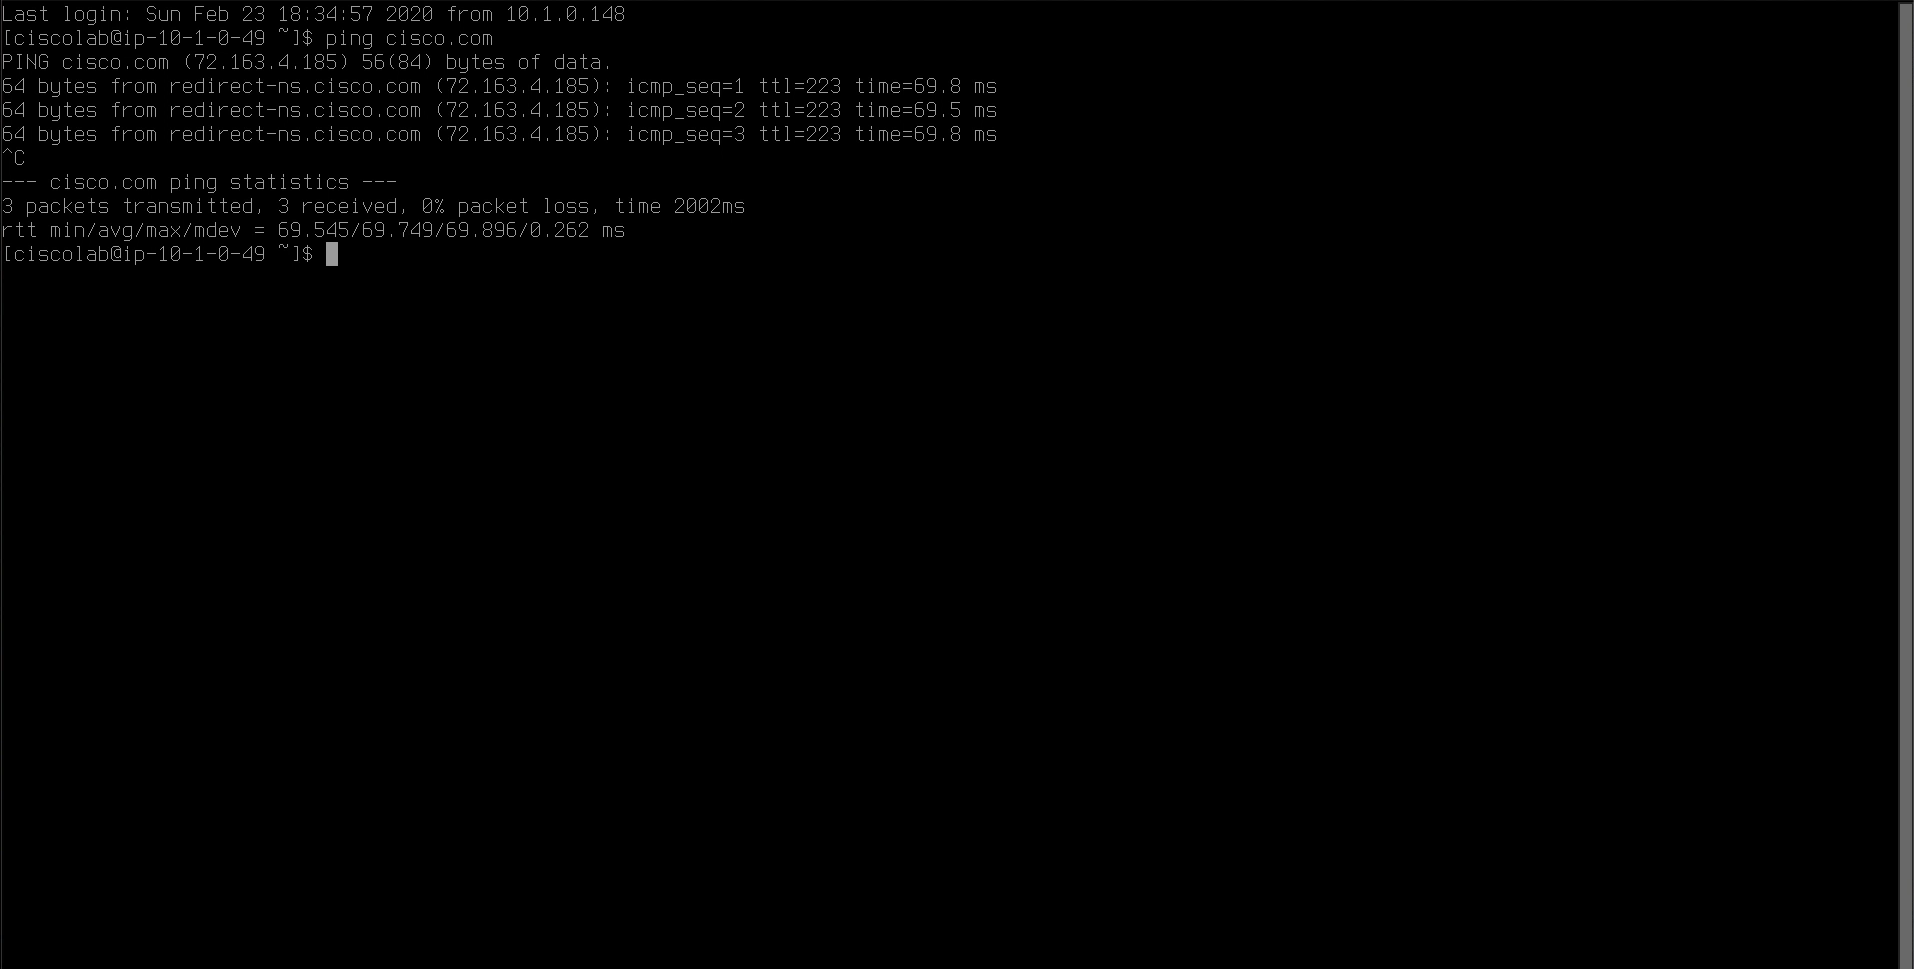 Last login: Sun Feb 23 18:34:57 2020 from 10.1.0.148
[ciscolab@ip-10-1-0-49 ~]$ ping cisco.com
PING cisco.com (72.163.4.185) 56(84) bytes of data.
64 bytes from redirect-ns.cisco.com (72.163.4.185): icmp_seq=1 ttl=223 time=69.8 ms
64 bytes from redirect-ns.cisco.com (72.163.4.185): icmp_seq=2 ttl=223 time=69.5 ms
64 bytes from redirect-ns.cisco.com (72.163.4.185): icmp_seq=3 ttl=223 time=69.8 ms
^C
--- cisco.com ping statistics ---
3 packets transmitted, 3 received, 0% packet loss, time 2002ms
rtt min/avg/max/mdev = 69.545/69.749/69.896/0.262 ms
[ciscolab@ip-10-1-0-49 ~]$